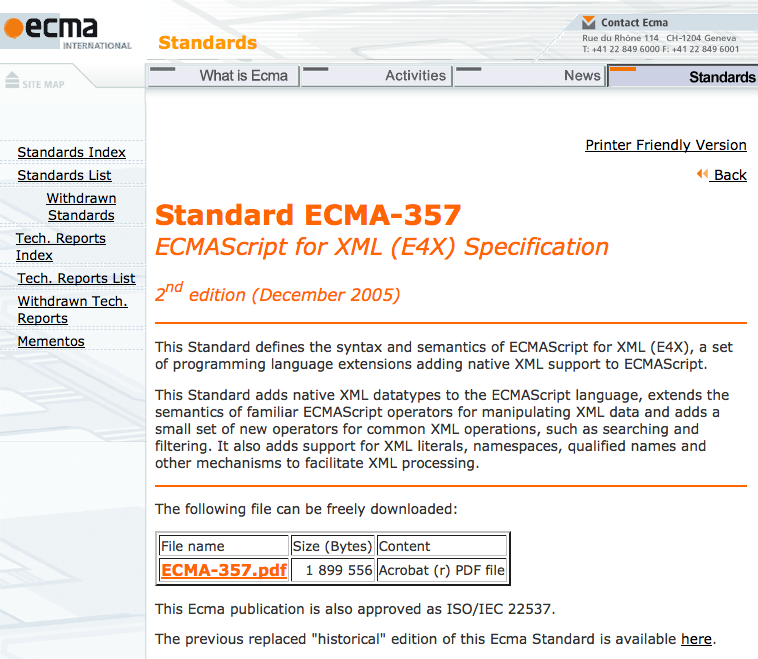 ecma
INTERNATIONAL
Standards
Contact Ecma
Rue du Rhône 114 CH-1204 Geneva
T: +41 22 849 6000 F: +41 22 849 6001
SITE MAP
What is Ecma
Activities
News
Standards
Standards Index
Standards List
Withdrawn
Standards
Tech. Reports
Index
Tech. Reports List
Withdrawn Tech.
Reports
Mementos
Printer Friendly Version
Back
Standard ECMA-357
ECMAScript for XML (E4X) Specification
2nd edition (December 2005)
This Standard defines the syntax and semantics of ECMAScript for XML (E4X), a set
of programming language extensions adding native XML support to ECMAScript.
This Standard adds native XML datatypes to the ECMAScript language, extends the
semantics of familiar ECMAScript operators for manipulating XML data and adds a
small set of new operators for common XML operations, such as searching and
filtering. It also adds support for XML literals, namespaces, qualified names and
other mechanisms to facilitate XML processing.
The following file can be freely downloaded:
File name Size (Bytes) Content
ECMA-357.pdf 1 899 556 Acrobat (r) PDF file
This Ecma publication is also approved as ISO/IEC 22537.
The previous replaced "historical" edition of this Ecma Standard is available here.